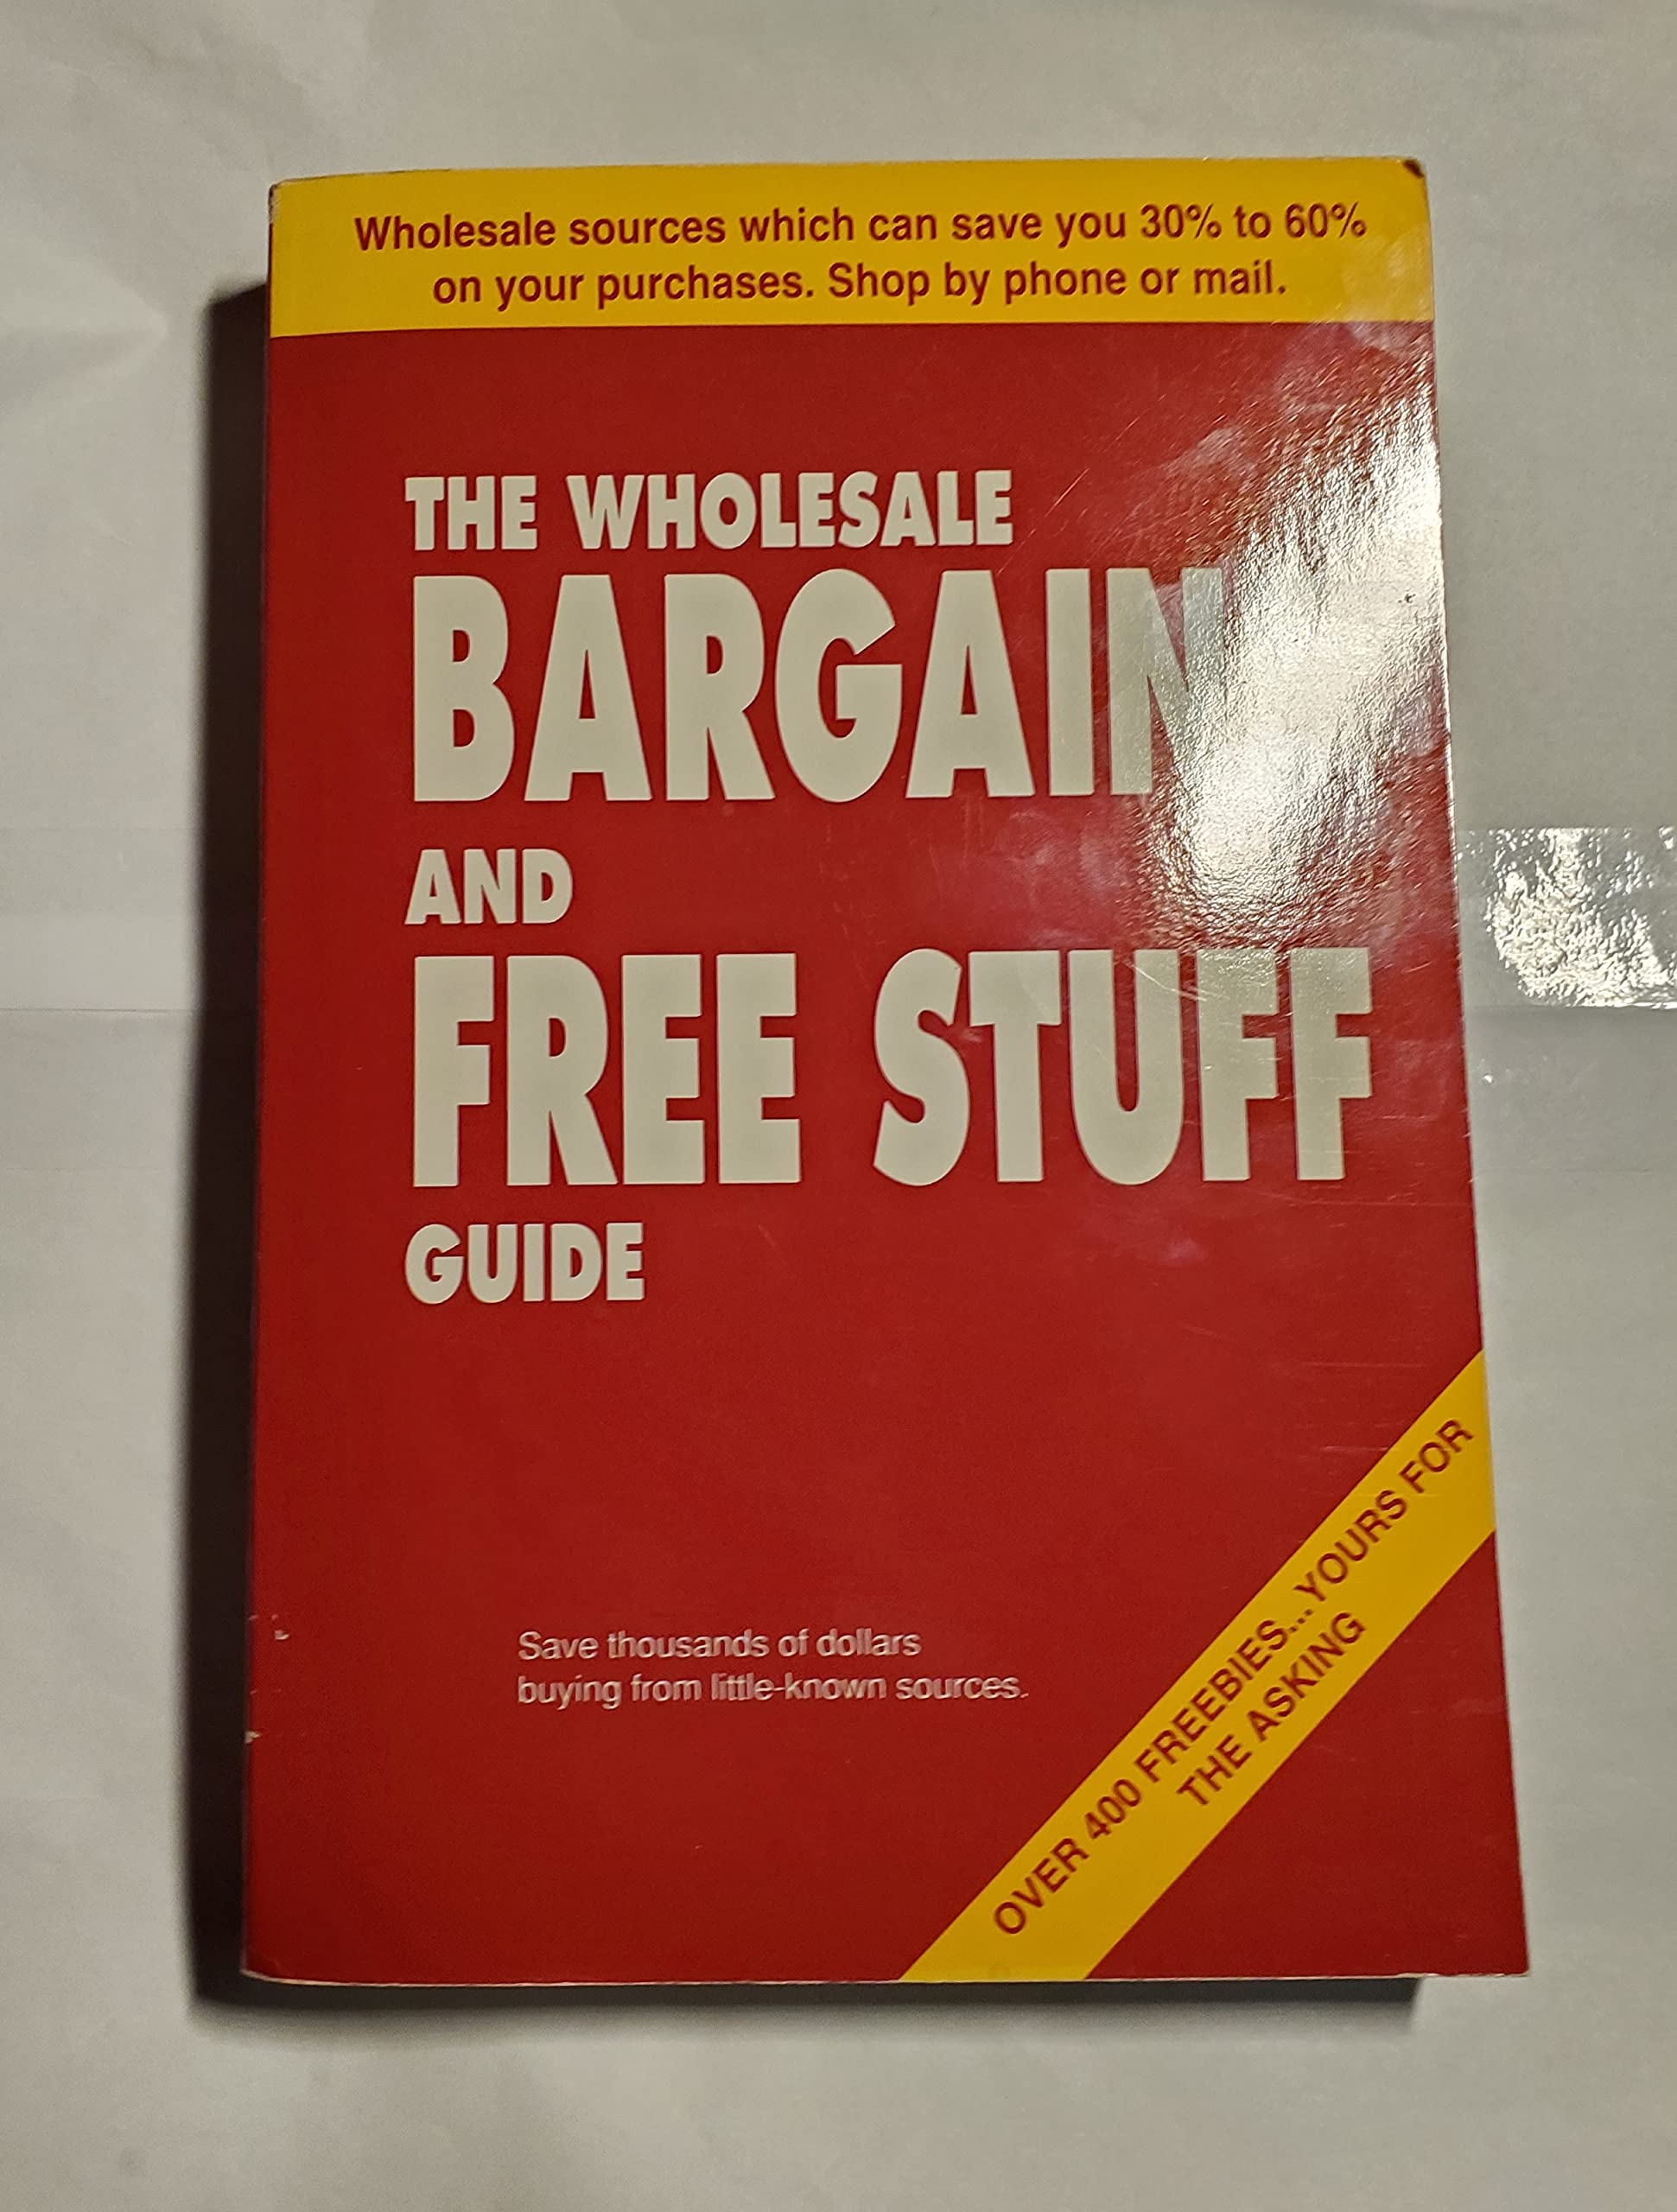 Wholesale sources which can save you 30% to 60%
on your purchases. Shop by phone or mail.
THE WHOLESALE
BARGAIN
AND
FREE STUFF
GUIDE
Save thousands of dollars
buying from little-known sources.
OVER 400 FREEBIES...YOURS FOR
THE ASKING